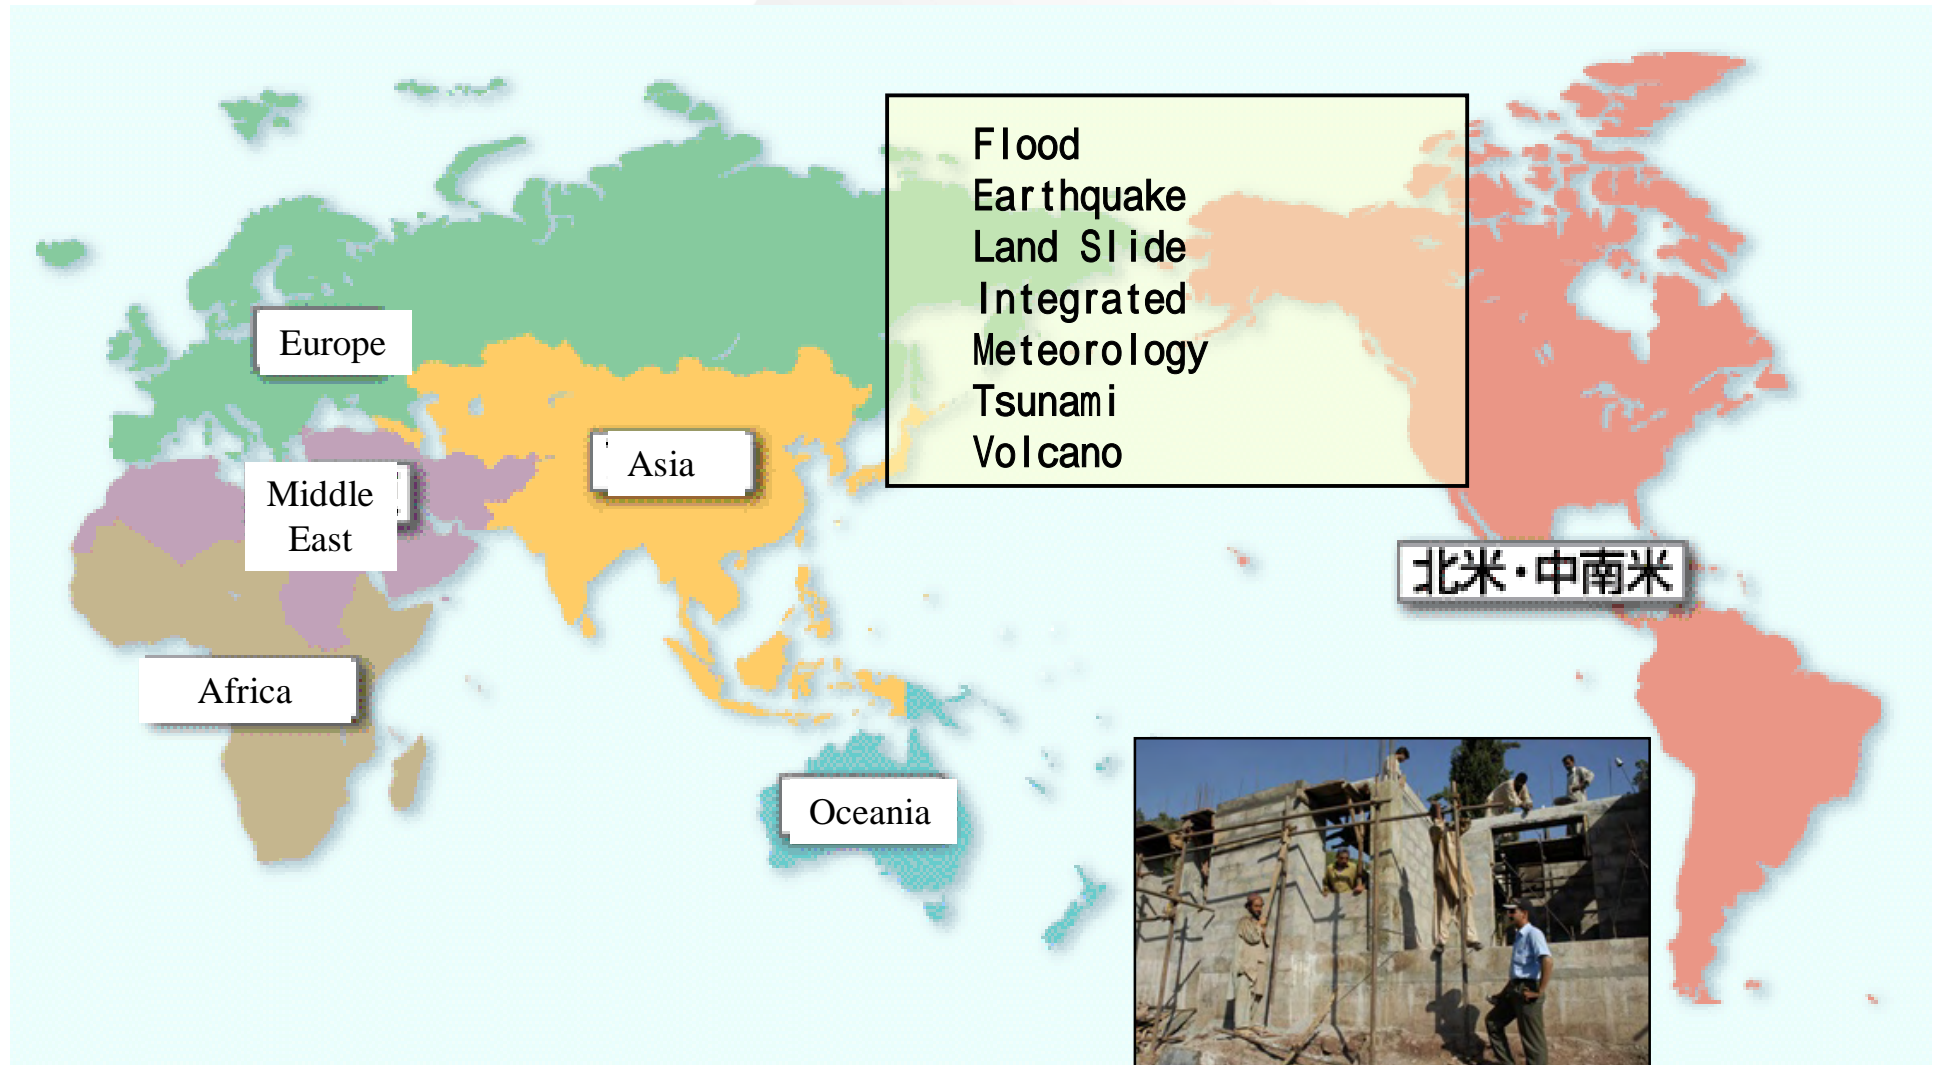 Flood
Earthquake
Land Slide
Integrated
Meteorology
Tsunami
Volcano
Europe
Asia
Middle
East
北米・中南米
Africa
Oceania